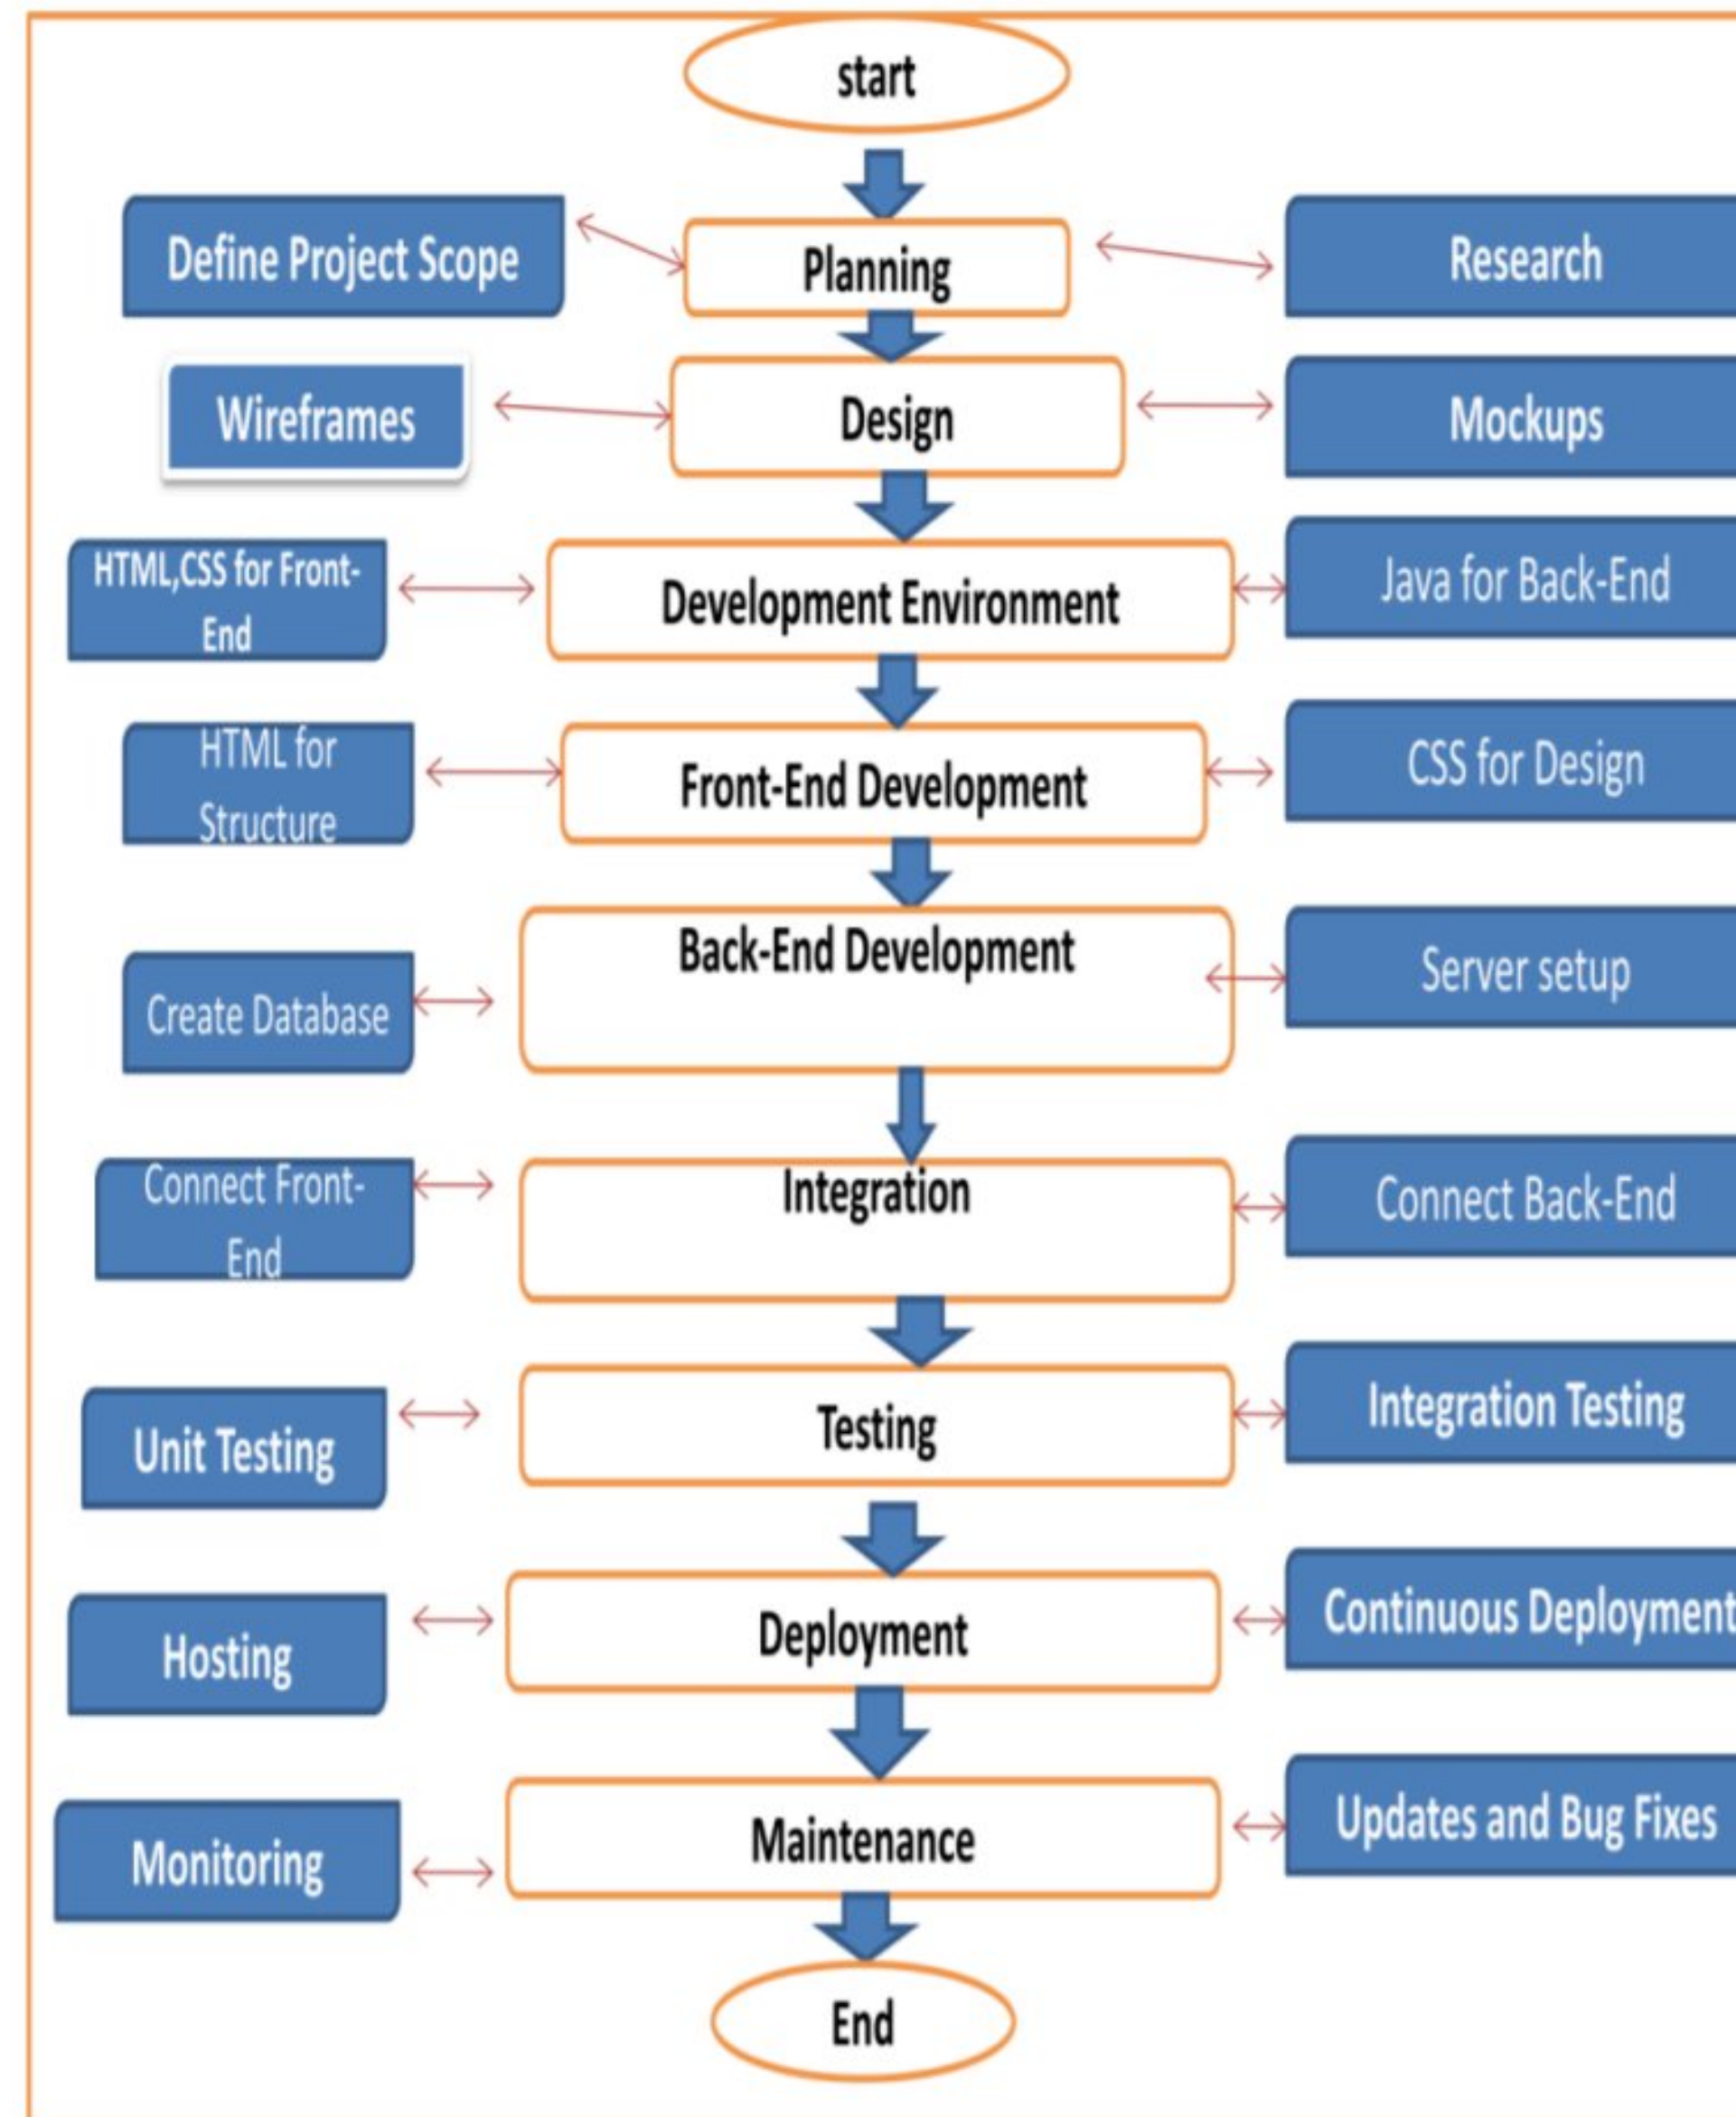 start
Define Project Scope
Planning
Research
Wireframes
Design
Mockups
HTML,CSS for Front-
End
Development Environment
Java for Back-End
HTML for
Structure
Front-End Development
CSS for Design
Create Database
Back-End Development
Server setup
Connect Front-
End
Integration
Connect Back-End
Unit Testing
Testing
Integration Testing
Hosting
Deployment
Continuous Deployment
Monitoring
Maintenance
Updates and Bug Fixes
End